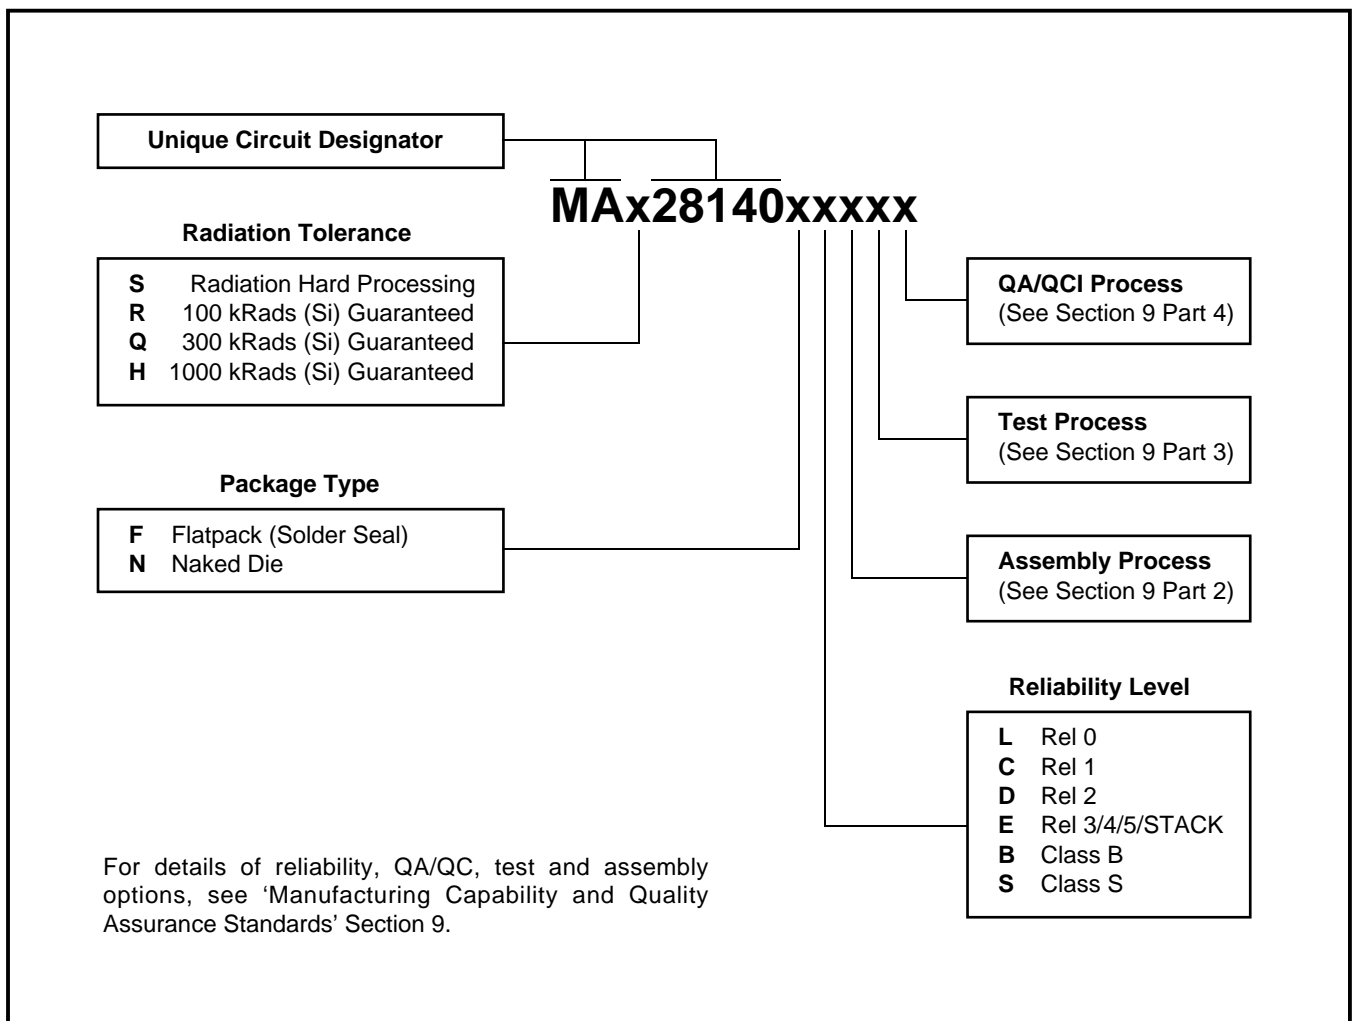 Unique Circuit Designator
MAx28140xxxxx
Radiation Tolerance
S Radiation Hard Processing
R 100 kRads (Si) Guaranteed
Q 300 kRads (Si) Guaranteed
H 1000 kRads (Si) Guaranteed
Package Type
F Flatpack (Solder Seal)
N Naked Die
QA/QCI Process
(See Section 9 Part 4)
Test Process
(See Section 9 Part 3)
Assembly Process
(See Section 9 Part 2)
Reliability Level
L Rel 0
C Rel 1
D Rel 2
E Rel 3/4/5/STACK
B Class B
S Class S
For details of reliability, QA/QC, test and assembly
options, see ‘Manufacturing Capability and Quality
Assurance Standards’ Section 9.